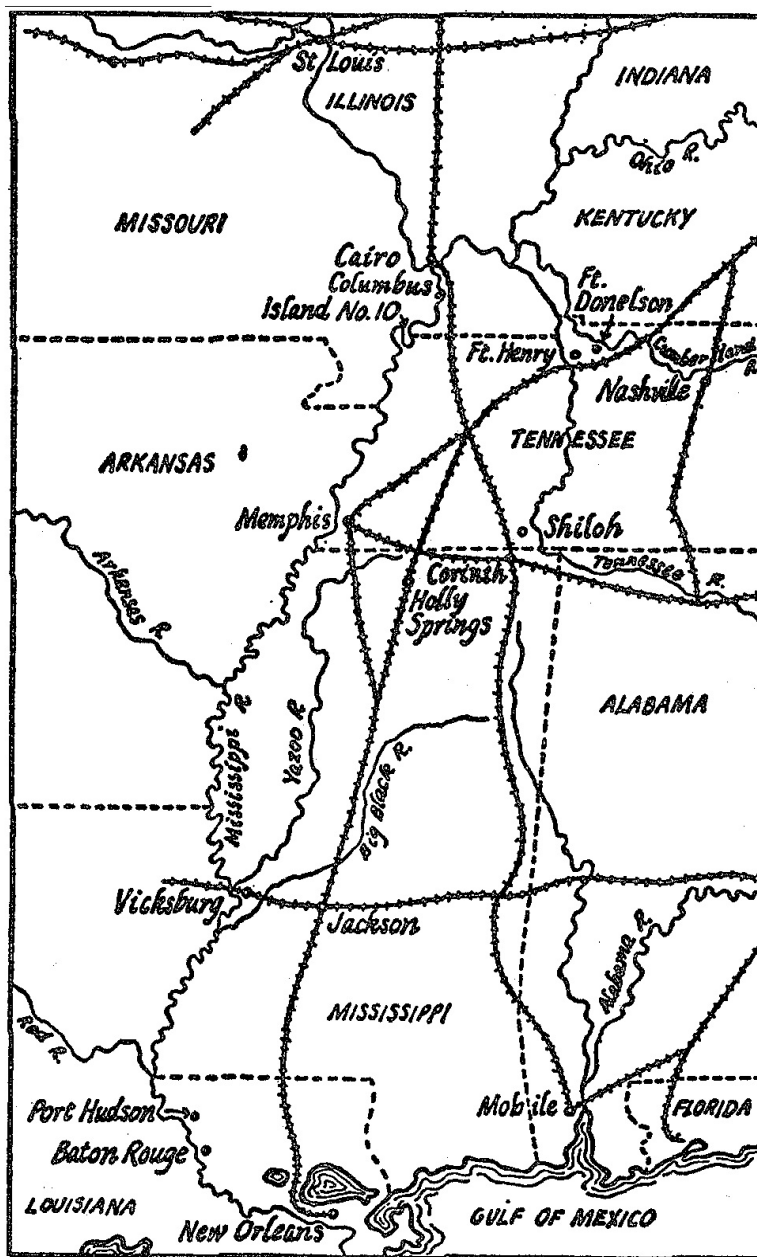 St Louis
ILLINOIS
INDIANA
Ohio R.
MISSOURI
KENTUCKY
Cairo
Columbus
Island No. 10
Ft.
Donelson
Ft. Henry
Cumberland
R.
Nashville
TENNESSEE
ARKANSAS
Memphis
Shiloh
Arkansas R.
Corinth
Tennessee R.
Holly
Springs
ALABAMA
Mississippi R
Yazoo R.
Big Black R.
Vicksburg
Jackson
Alabama R.
MISSISSIPPI
Red R.
Port Hudson
Mobile
FLORIDA
Baton Rouge
LOUISIANA
New Orleans
GULF OF MEXICO